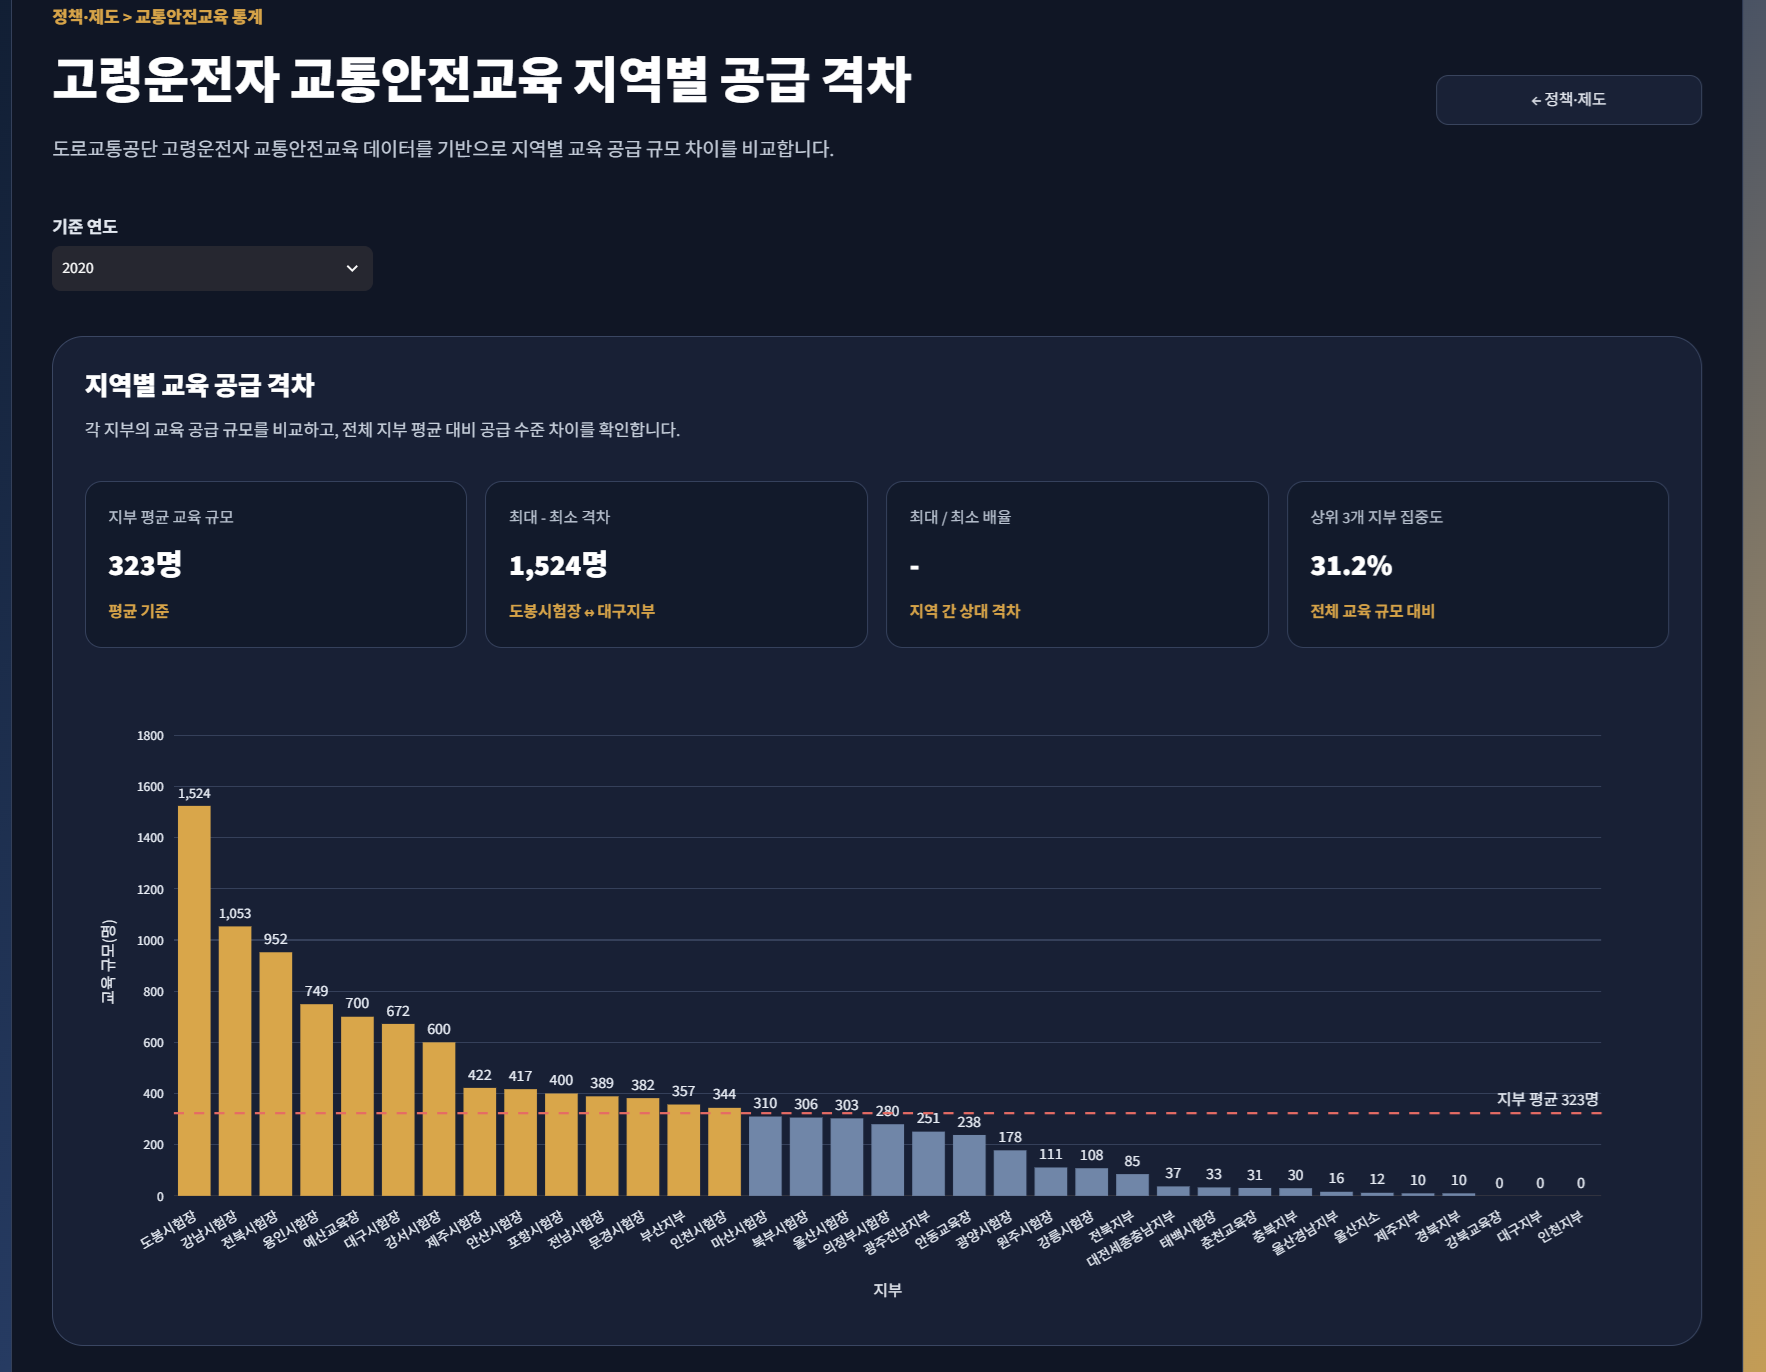 정책·제도 > 교통안전교육 통계
고령운전자 교통안전교육 지역별 공급 격차
← 정책·제도
도로교통공단 고령운전자 교통안전교육 데이터를 기반으로 지역별 교육 공급 규모 차이를 비교합니다.
기준 연도
2020
지역별 교육 공급 격차
각 지부의 교육 공급 규모를 비교하고, 전체 지부 평균 대비 공급 수준 차이를 확인합니다.
지부 평균 교육 규모
323명
평균 기준
최대 - 최소 격차
1,524명
도봉시험장 ↔ 대구지부
최대 / 최소 배율
-
지역 간 상대 격차
상위 3개 지부 집중도
31.2%
전체 교육 규모 대비
교육 규모(명)
1800
1600
1400
1200
1000
800
600
400
200
0
1,524
1,053
952
749
700
672
600
422
417
400
389
382
357
344
310
306
303
280
251
238
178
111
108
85
37
33
31
30
16
12
10
10
0
0
0
지부 평균 323명
도봉시험장
강남시험장
전북시험장
용인시험장
예산교육장
대구시험장
강서시험장
제주시험장
안산시험장
포항시험장
전남시험장
문경시험장
부산지부
인천시험장
마산시험장
북부시험장
울산시험장
의정부시험장
광주전남지부
안동교육장
광양시험장
원주시험장
강릉시험장
전북지부
대전세종충남지부
태백시험장
춘천교육장
충북지부
울산경남지부
울산지소
제주지부
경북지부
강북교육장
대구지부
인천지부
지부